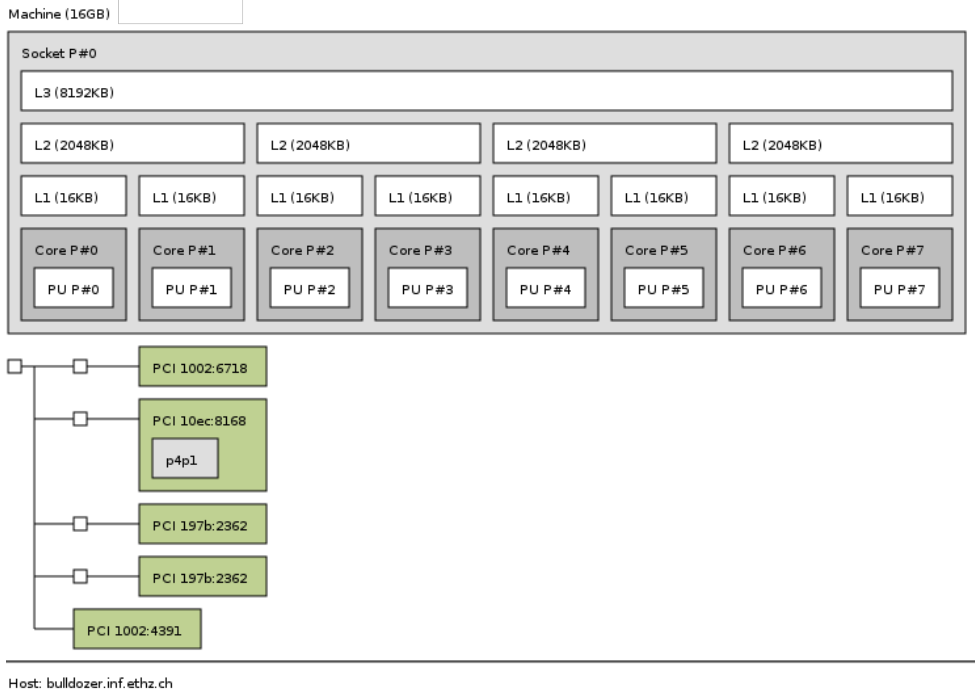 Machine (16GB)
Socket P#0
L3 (8192KB)
L2 (2048KB) L2 (2048KB) L2 (2048KB) L2 (2048KB)
L1 (16KB) L1 (16KB) L1 (16KB) L1 (16KB) L1 (16KB) L1 (16KB) L1 (16KB) L1 (16KB)
Core P#0 Core P#1 Core P#2 Core P#3 Core P#4 Core P#5 Core P#6 Core P#7
PU P#0 PU P#1 PU P#2 PU P#3 PU P#4 PU P#5 PU P#6 PU P#7
PCI 1002:6718
PCI 10ec:8168
p4p1
PCI 197b:2362
PCI 197b:2362
PCI 1002:4391
Host: bulldozer.inf.ethz.ch